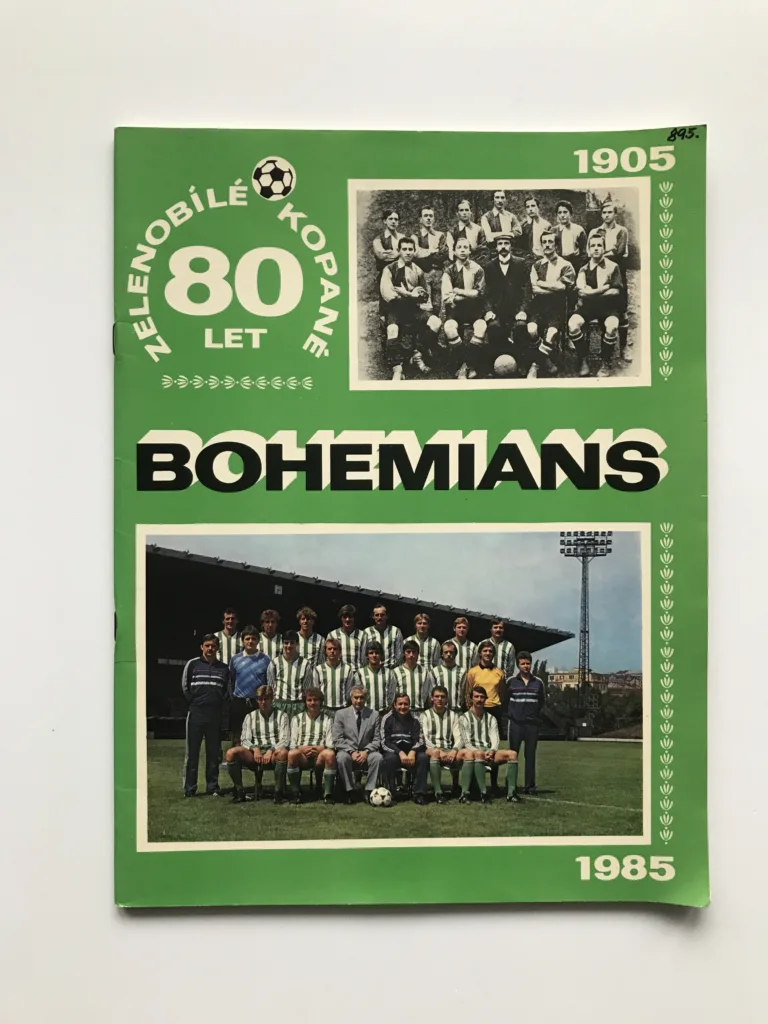 895.
1905
ZELENOBÍLÉ KOPANÉ
80
LET
BOHEMIANS
1985